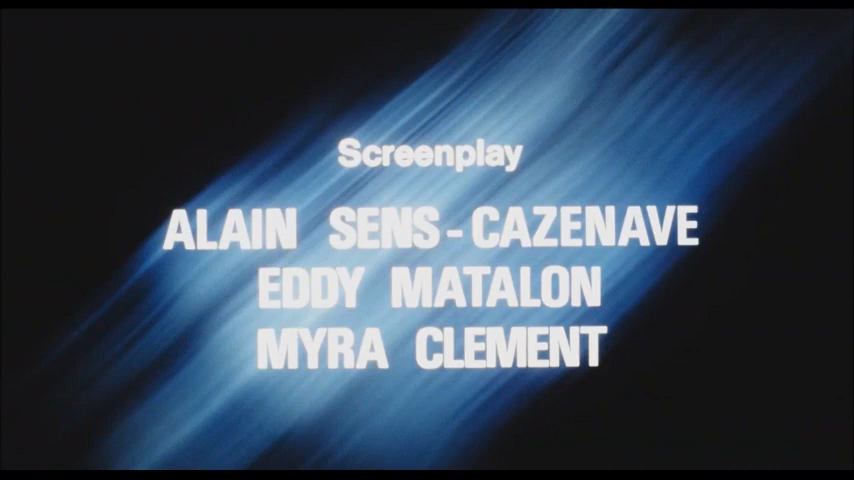 Screenplay
ALAIN SENS-CAZENAVE
EDDY MATALON
MYRA CLEMENT